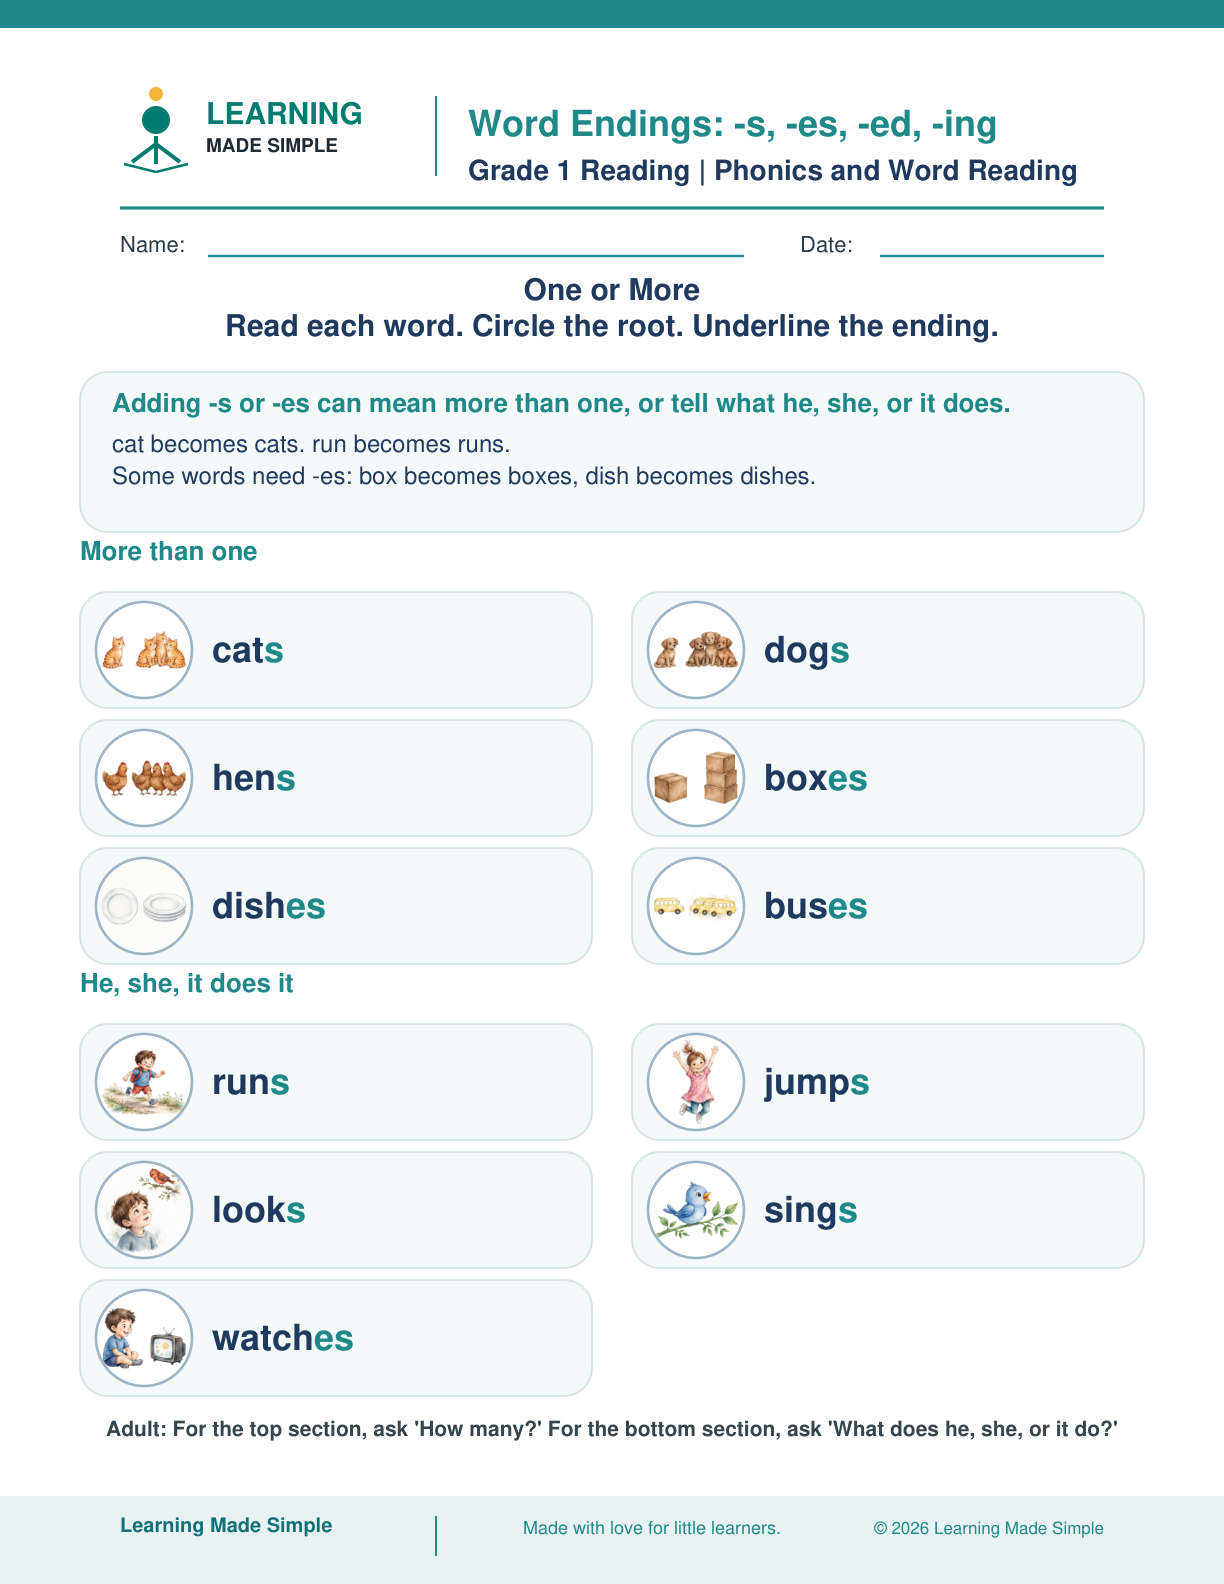 LEARNING
MADE SIMPLE
Word Endings: -s, -es, -ed, -ing
Grade 1 Reading | Phonics and Word Reading
Name:
Date:
One or More
Read each word. Circle the root. Underline the ending.
Adding -s or -es can mean more than one, or tell what he, she, or it does.
cat becomes cats. run becomes runs.
Some words need -es: box becomes boxes, dish becomes dishes.
More than one
cats
dogs
hens
boxes
dishes
buses
He, she, it does it
runs
jumps
looks
sings
watches
Adult: For the top section, ask 'How many?' For the bottom section, ask 'What does he, she, or it do?'
Learning Made Simple
Made with love for little learners.
© 2026 Learning Made Simple